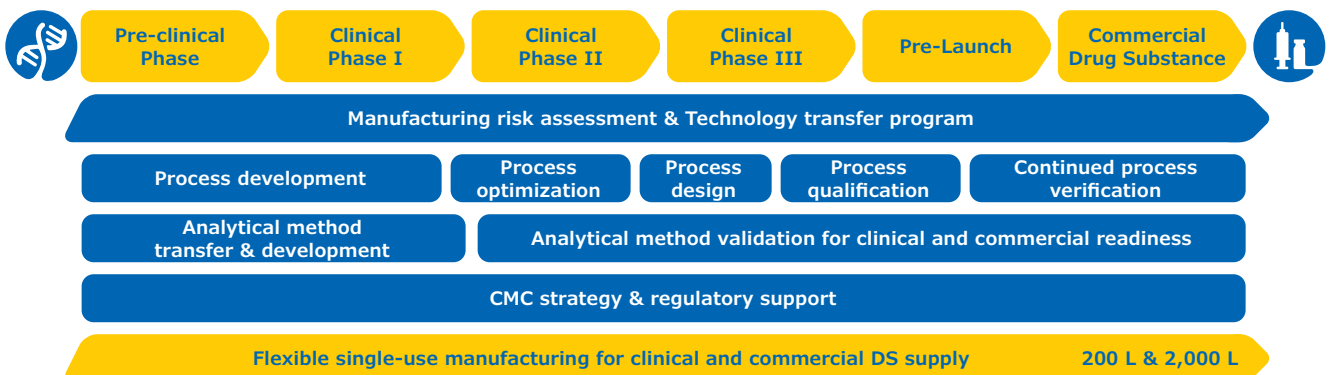 Pre-clinical
Phase
Clinical
Phase I
Clinical
Phase II
Clinical
Phase III
Pre-Launch
Commercial
Drug Substance
Manufacturing risk assessment & Technology transfer program
Process development
Process
optimization
Process
design
Process
qualification
Continued process
verification
Analytical method
transfer & development
Analytical method validation for clinical and commercial readiness
CMC strategy & regulatory support
Flexible single-use manufacturing for clinical and commercial DS supply
200 L & 2,000 L